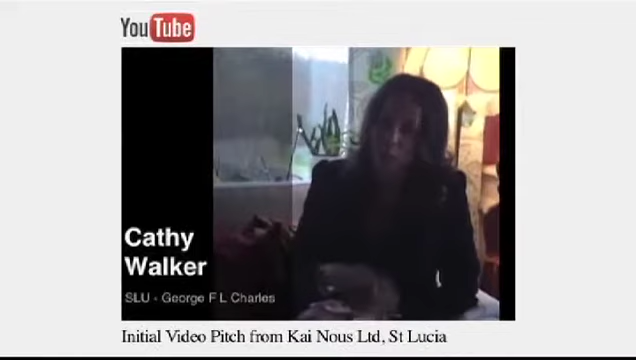 YouTube
Cathy
Walker
SLU - George F L Charles
Initial Video Pitch from Kai Nous Ltd, St Lucia